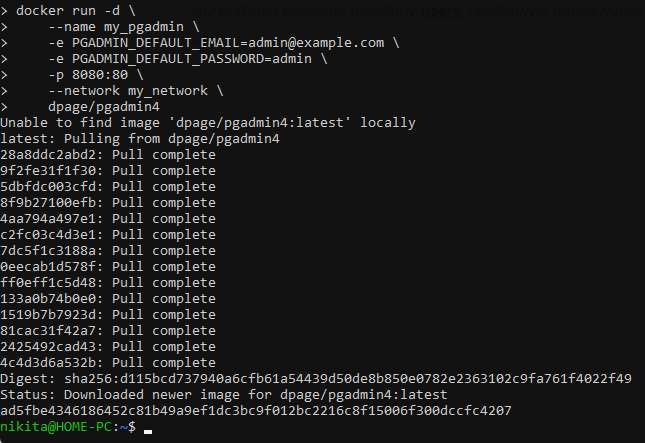 > docker run -d \
>     --name my_pgadmin \
>     -e PGADMIN_DEFAULT_EMAIL=admin@example.com \
>     -e PGADMIN_DEFAULT_PASSWORD=admin \
>     -p 8080:80 \
>     --network my_network \
>     dpage/pgadmin4
Unable to find image 'dpage/pgadmin4:latest' locally
latest: Pulling from dpage/pgadmin4
28a8ddc2abd2: Pull complete
9f2fe31f1f30: Pull complete
5dbfdc003cfd: Pull complete
8f9b27100efb: Pull complete
4aa794a497e1: Pull complete
c2fc03c4d3e1: Pull complete
7dc5f1c3188a: Pull complete
0eecab1d578f: Pull complete
ff0eff1c5d48: Pull complete
133a0b74b0e0: Pull complete
1519b7b7923d: Pull complete
81cac31f42a7: Pull complete
2425492cad43: Pull complete
4c4d3d6a532b: Pull complete
Digest: sha256:d115bcd737940a6cfb61a54439d50de8b850e0782e2363102c9fa761f4022f49
Status: Downloaded newer image for dpage/pgadmin4:latest
ad5fbe4346186452c81b49a9ef1dc3bc9f012bc2216c8f15006f300dccfc4207
nikita@HOME-PC:~$